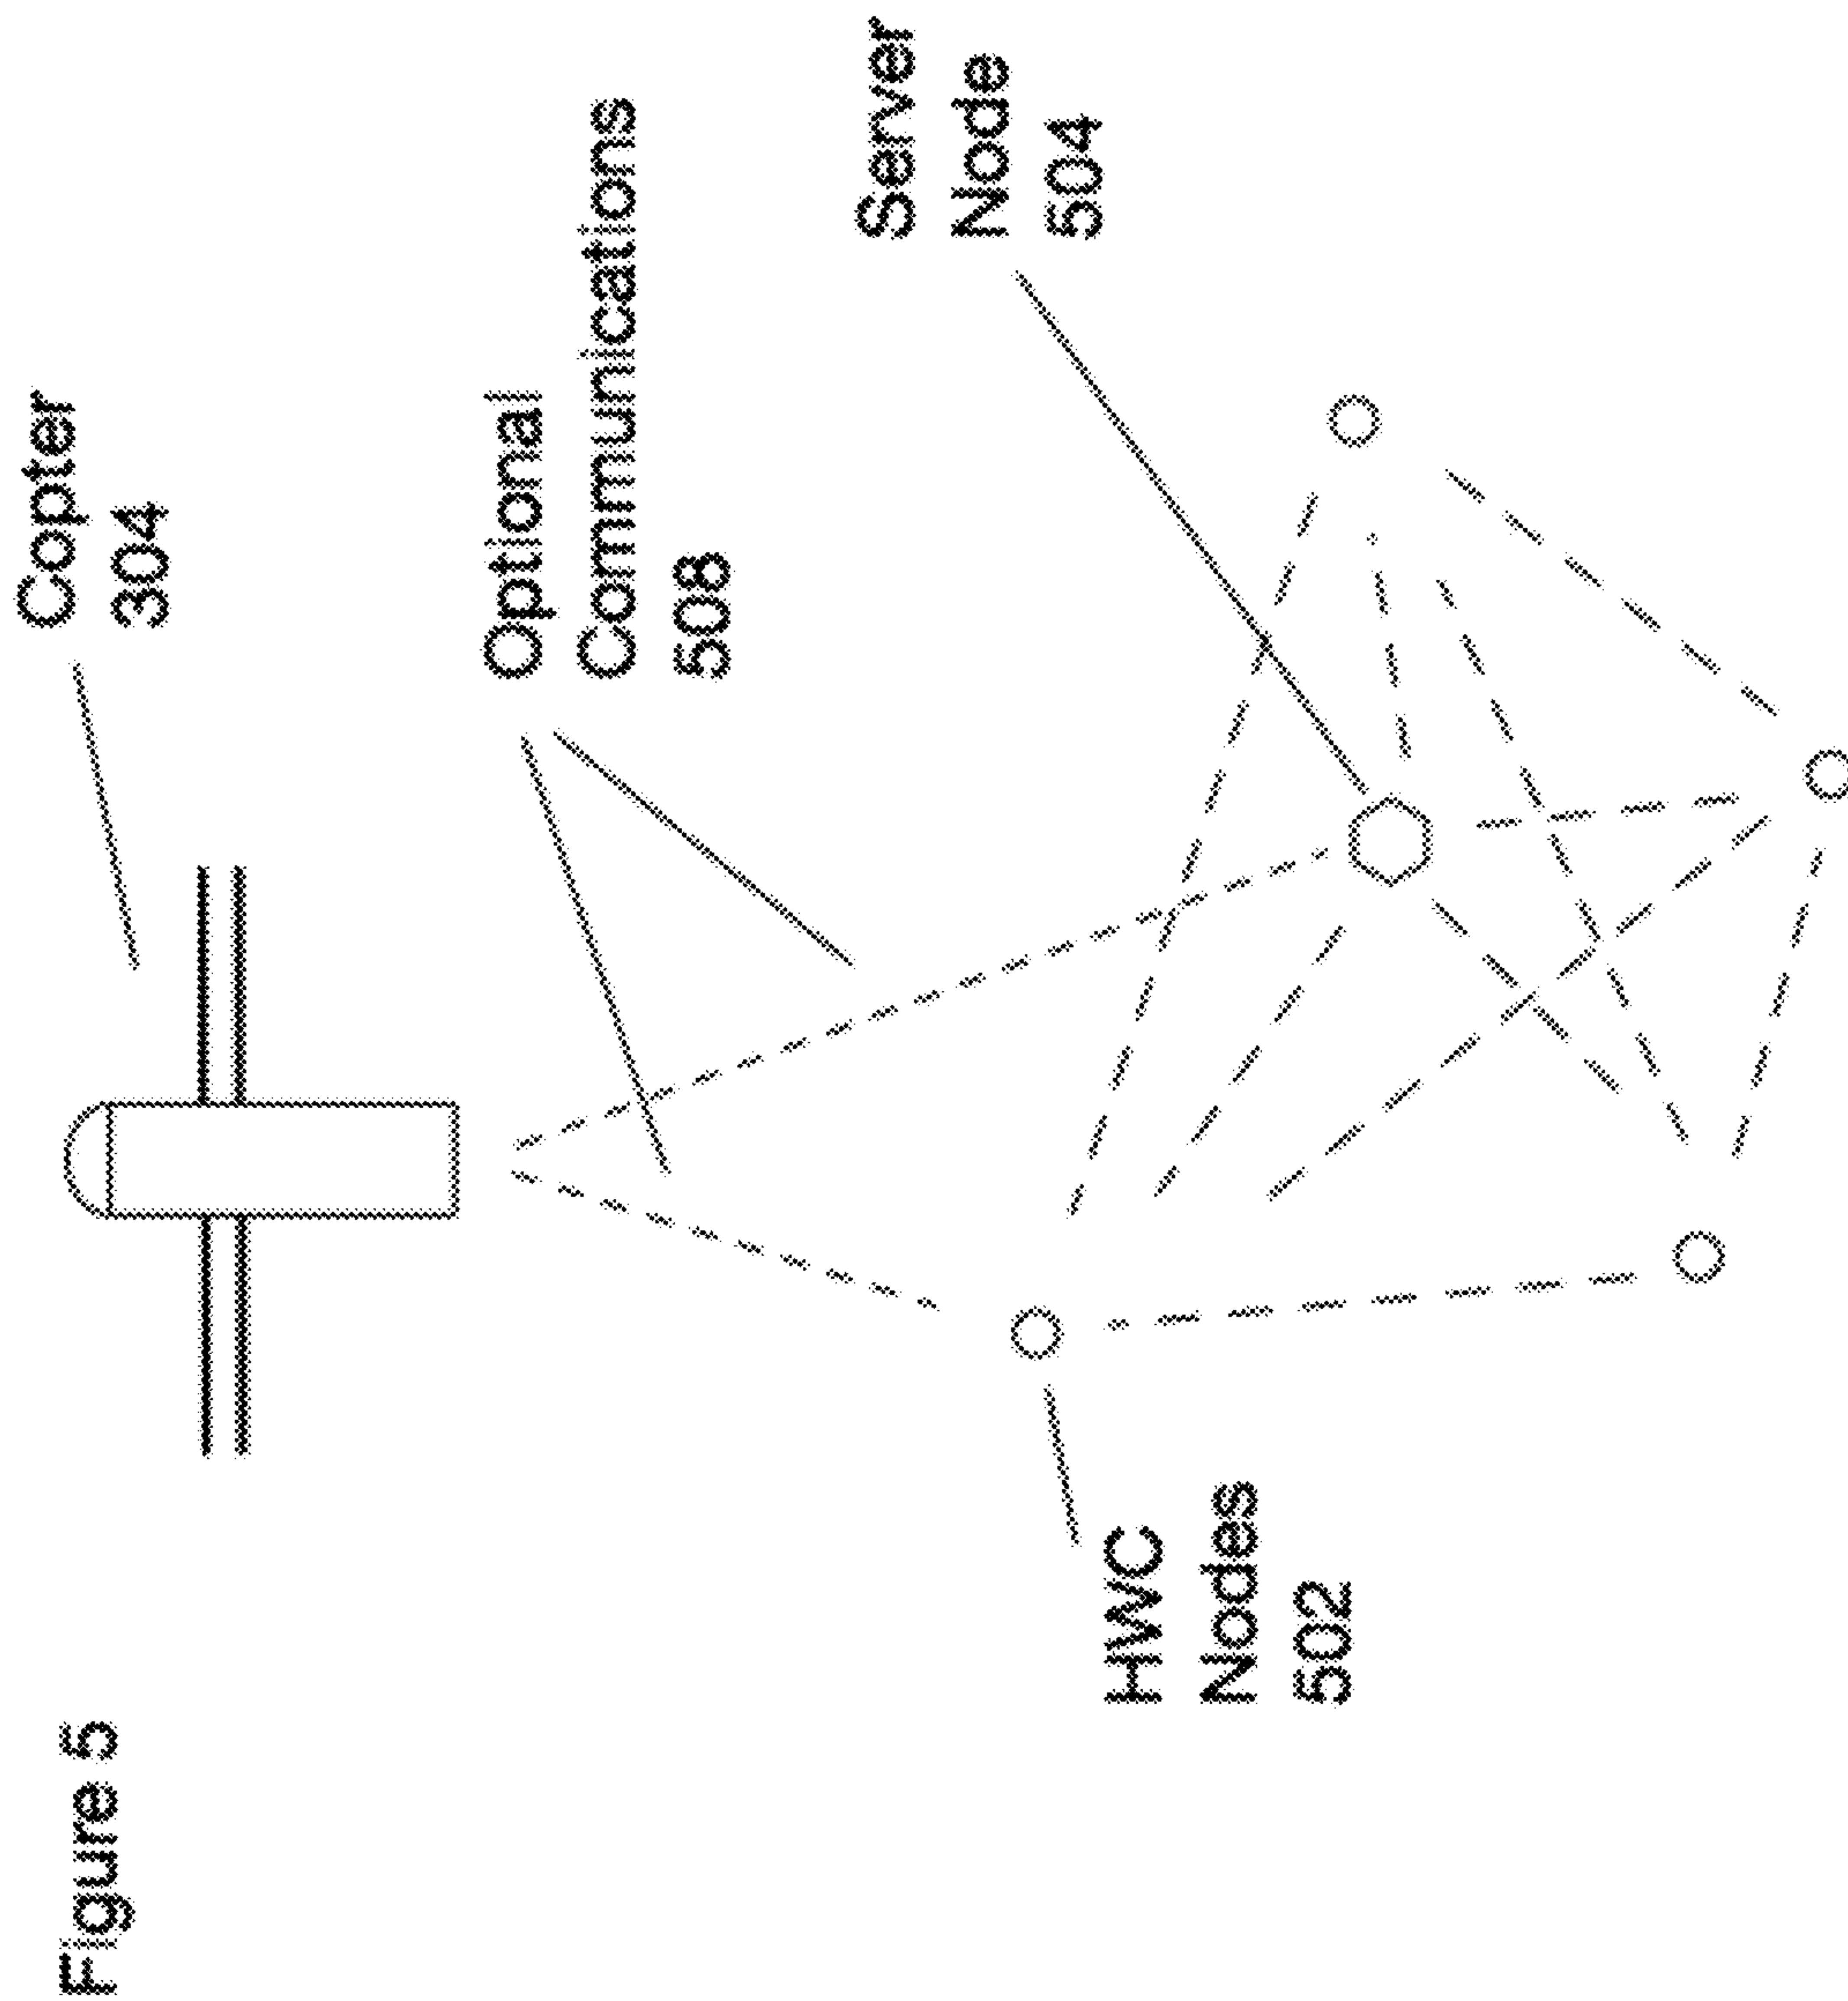 Figure 5
Copter
304
Optional
Communications
508
Server
Node
504
HWC
Nodes
502